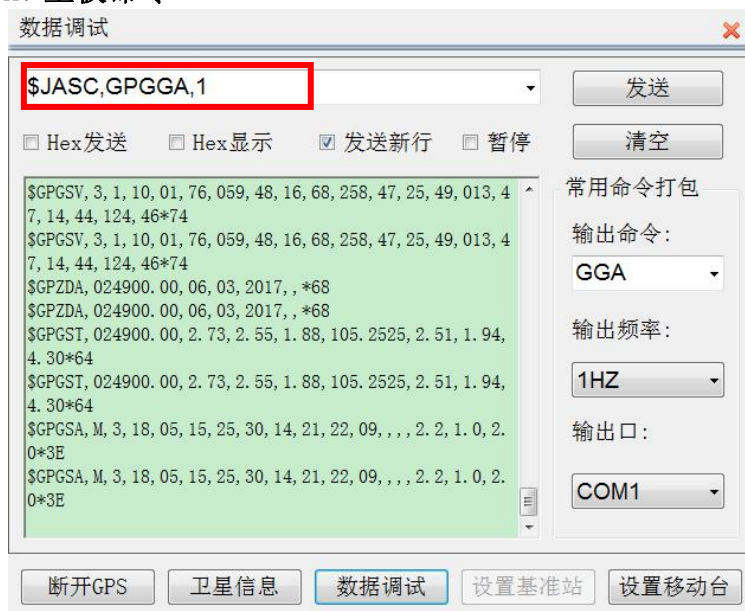 数据调试
$JASC,GPGGA,1
发送
Hex发送
Hex显示
发送新行
暂停
清空
$GPGSV, 3, 1, 10, 01, 76, 059, 48, 16, 68, 258, 47, 25, 49, 013, 4
7, 14, 44, 124, 46*74
$GPGSV, 3, 1, 10, 01, 76, 059, 48, 16, 68, 258, 47, 25, 49, 013, 4
7, 14, 44, 124, 46*74
$GPZDA, 024900. 00, 06, 03, 2017, , *68
$GPZDA, 024900. 00, 06, 03, 2017, , *68
$GPGST, 024900. 00, 2. 73, 2. 55, 1. 88, 105. 2525, 2. 51, 1. 94,
4. 30*64
$GPGST, 024900. 00, 2. 73, 2. 55, 1. 88, 105. 2525, 2. 51, 1. 94,
4. 30*64
$GPGSA, M, 3, 18, 05, 15, 25, 30, 14, 21, 22, 09, , , , 2. 2, 1. 0, 2.
0*3E
$GPGSA, M, 3, 18, 05, 15, 25, 30, 14, 21, 22, 09, , , , 2. 2, 1. 0, 2.
0*3E
常用命令打包
输出命令:
GGA
输出频率:
1HZ
输出口:
COM1
断开GPS
卫星信息
数据调试
设置基准站
设置移动台